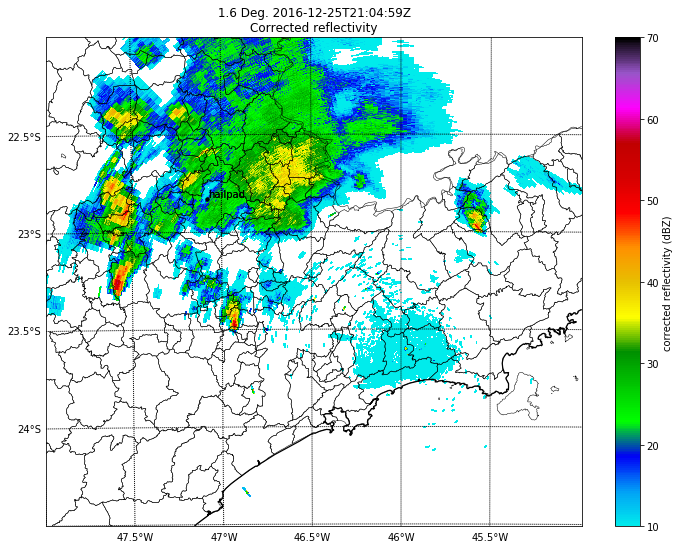 1.6 Deg. 2016-12-25T21:04:59Z
Corrected reflectivity
22.5°S
23°S
23.5°S
24°S
47.5°W
47°W
46.5°W
46°W
45.5°W
hailpad
70
60
50
40
30
20
10
corrected reflectivity (dBZ)